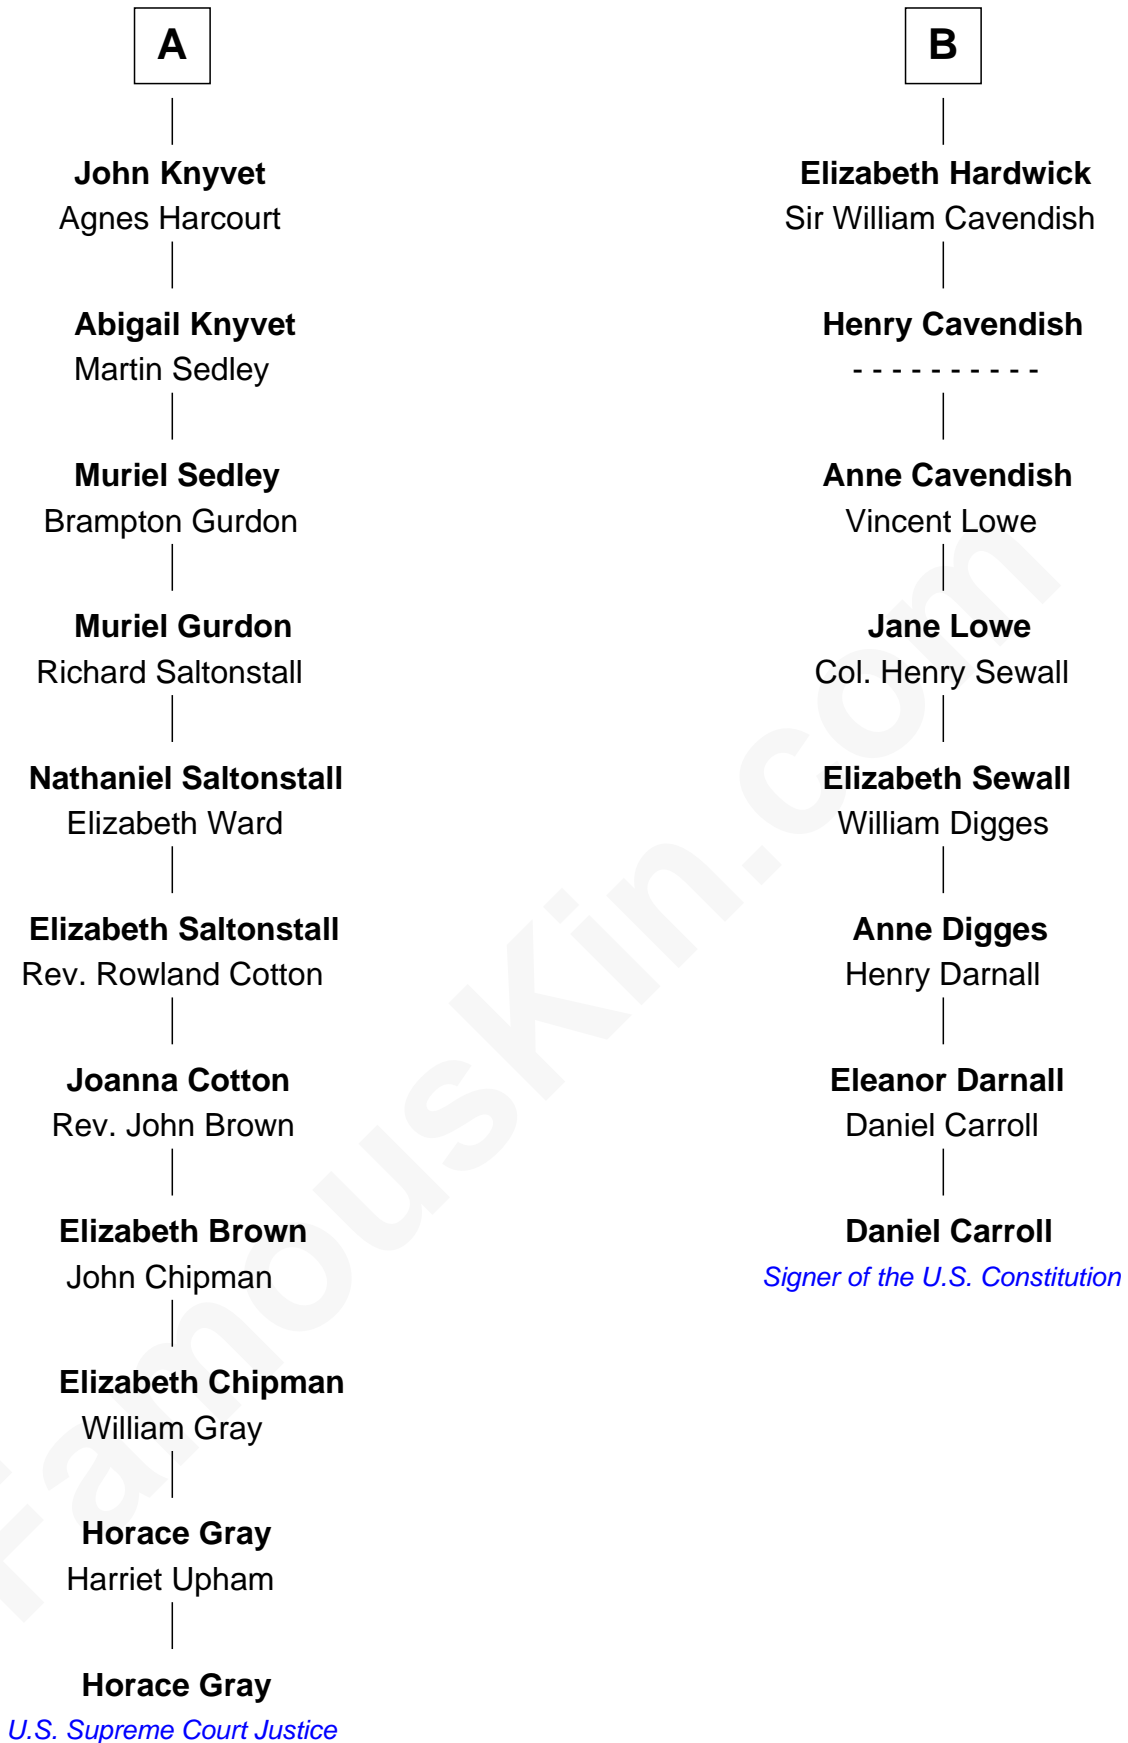 A
John Knyvet
Agnes Harcourt
Abigail Knyvet
Martin Sedley
Muriel Sedley
Brampton Gurdon
Muriel Gurdon
Richard Saltonstall
Nathaniel Saltonstall
Elizabeth Ward
Elizabeth Saltonstall
Rev. Rowland Cotton
Joanna Cotton
Rev. John Brown
Elizabeth Brown
John Chipman
Elizabeth Chipman
William Gray
Horace Gray
Harriet Upham
Horace Gray
U.S. Supreme Court Justice
B
Elizabeth Hardwick
Sir William Cavendish
Henry Cavendish
- - - - - - - - - -
Anne Cavendish
Vincent Lowe
Jane Lowe
Col. Henry Sewall
Elizabeth Sewall
William Digges
Anne Digges
Henry Darnall
Eleanor Darnall
Daniel Carroll
Daniel Carroll
Signer of the U.S. Constitution
FamousKin.com